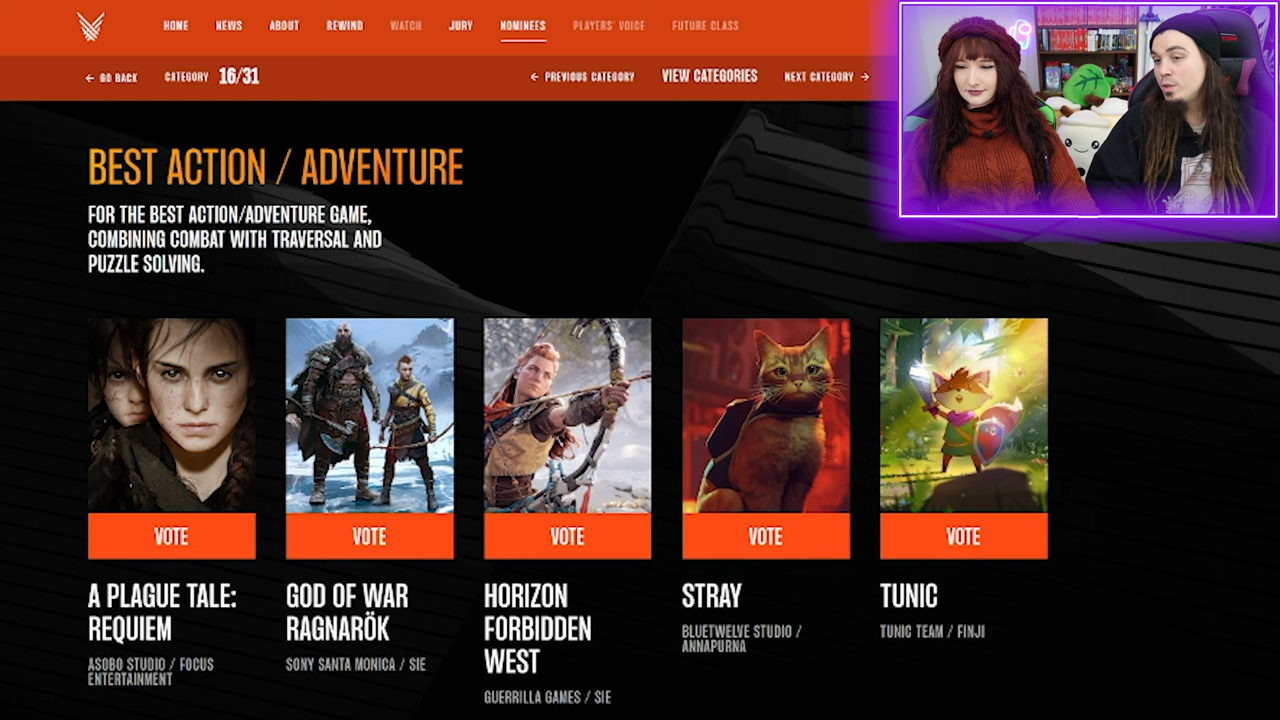 HOME NEWS ABOUT REWIND WATCH JURY NOMINEES PLAYERS' VOICE FUTURE CLASS
← GO BACK CATEGORY 16/31 ← PREVIOUS CATEGORY VIEW CATEGORIES NEXT CATEGORY →
BEST ACTION / ADVENTURE
FOR THE BEST ACTION/ADVENTURE GAME,
COMBINING COMBAT WITH TRAVERSAL AND
PUZZLE SOLVING.
VOTE VOTE VOTE VOTE VOTE
A PLAGUE TALE:
REQUIEM
ASOBO STUDIO / FOCUS
ENTERTAINMENT
GOD OF WAR
RAGNARÖK
SONY SANTA MONICA / SIE
HORIZON
FORBIDDEN
WEST
GUERRILLA GAMES / SIE
STRAY
BLUETWELVE STUDIO /
ANNAPURNA
TUNIC
TUNIC TEAM / FINJI